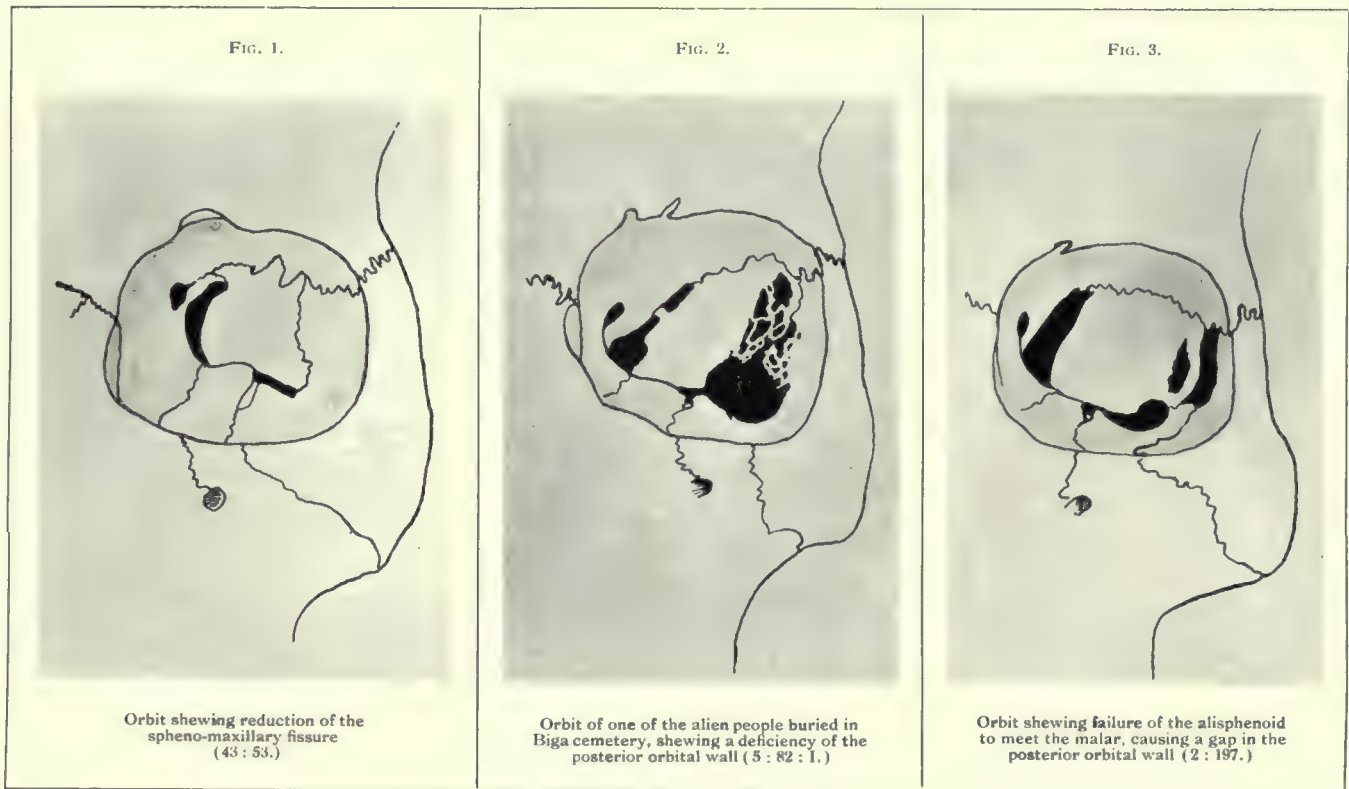 FIG. 1.
Orbit shewing reduction of the
spheno-maxillary fissure
(43 : 53.)
FIG. 2.
Orbit of one of the alien people buried in
Biga cemetery, shewing a deficiency of the
posterior orbital wall (5 : 82 : I.)
FIG. 3.
Orbit shewing failure of the alisphenoid
to meet the malar, causing a gap in the
posterior orbital wall (2 : 197.)